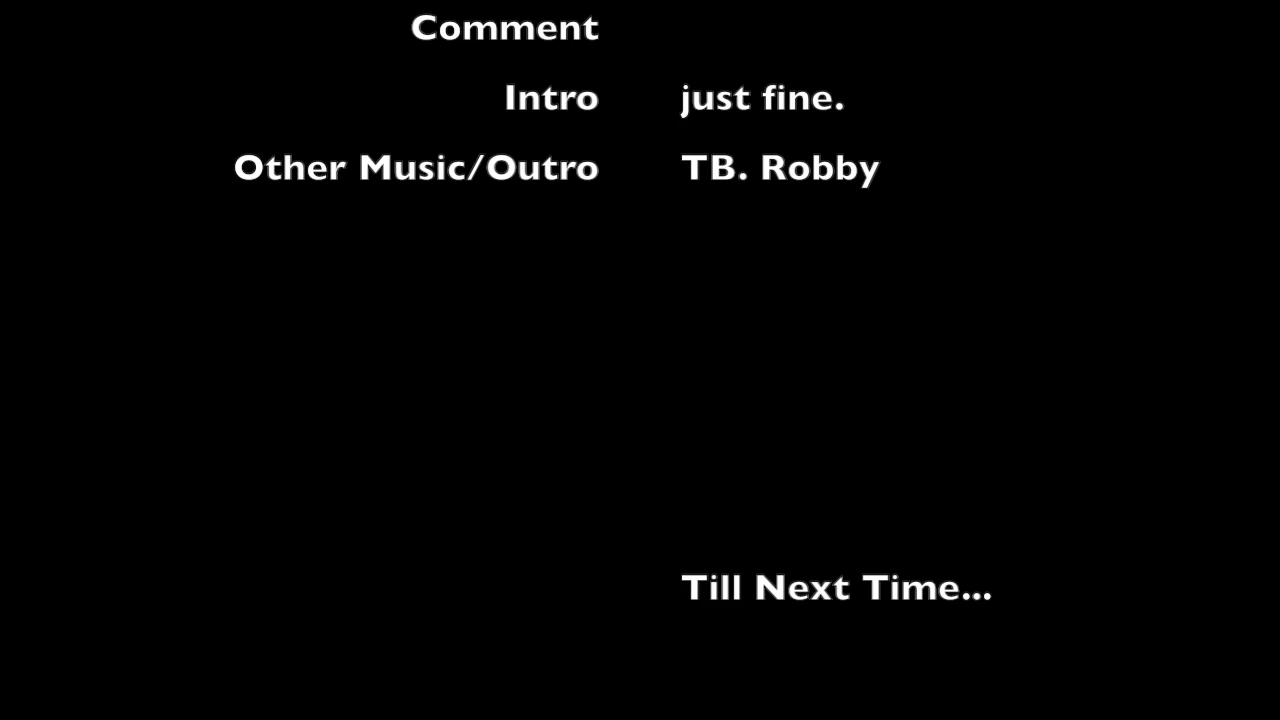 Comment
Intro just fine.
Other Music/Outro TB. Robby
Till Next Time...